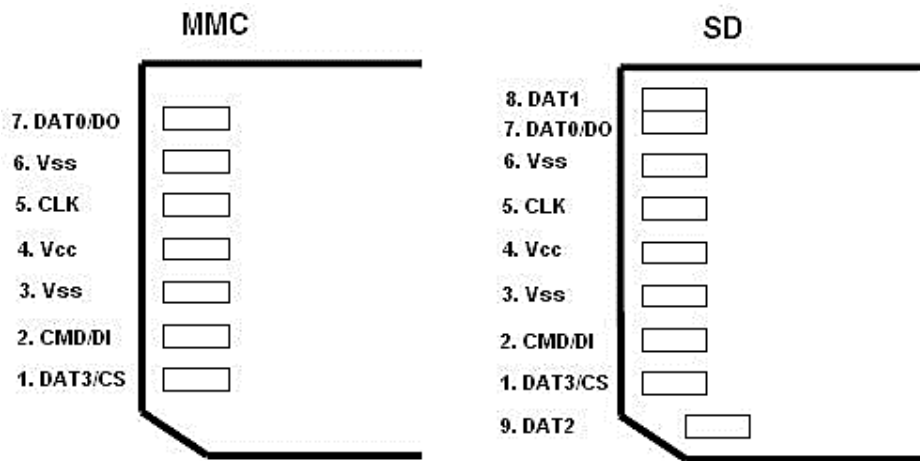 MMC
7. DAT0/DO
6. Vss
5. CLK
4. Vcc
3. Vss
2. CMD/DI
1. DAT3/CS
SD
8. DAT1
7. DAT0/DO
6. Vss
5. CLK
4. Vcc
3. Vss
2. CMD/DI
1. DAT3/CS
9. DAT2